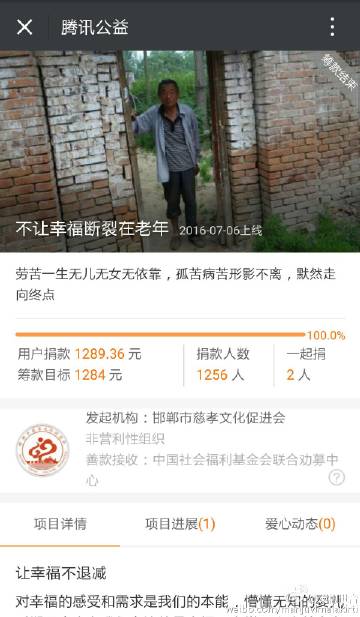 腾讯公益
筹款结束
不让幸福断裂在老年 2016-07-06上线
劳苦一生无儿无女无依靠，孤苦病苦形影不离，默然走
向终点
100.0%
用户捐款 1289.36 元 捐款人数 一起捐
筹款目标 1284 元 1256 人 2 人
发起机构：邯郸市慈孝文化促进会
非营利性组织
善款接收：中国社会福利基金会联合劝募中
心
项目详情 项目进展(1) 爱心动态(0)
让幸福不退减
对幸福的感受和需求是我们的本能，懵懂无知的婴儿